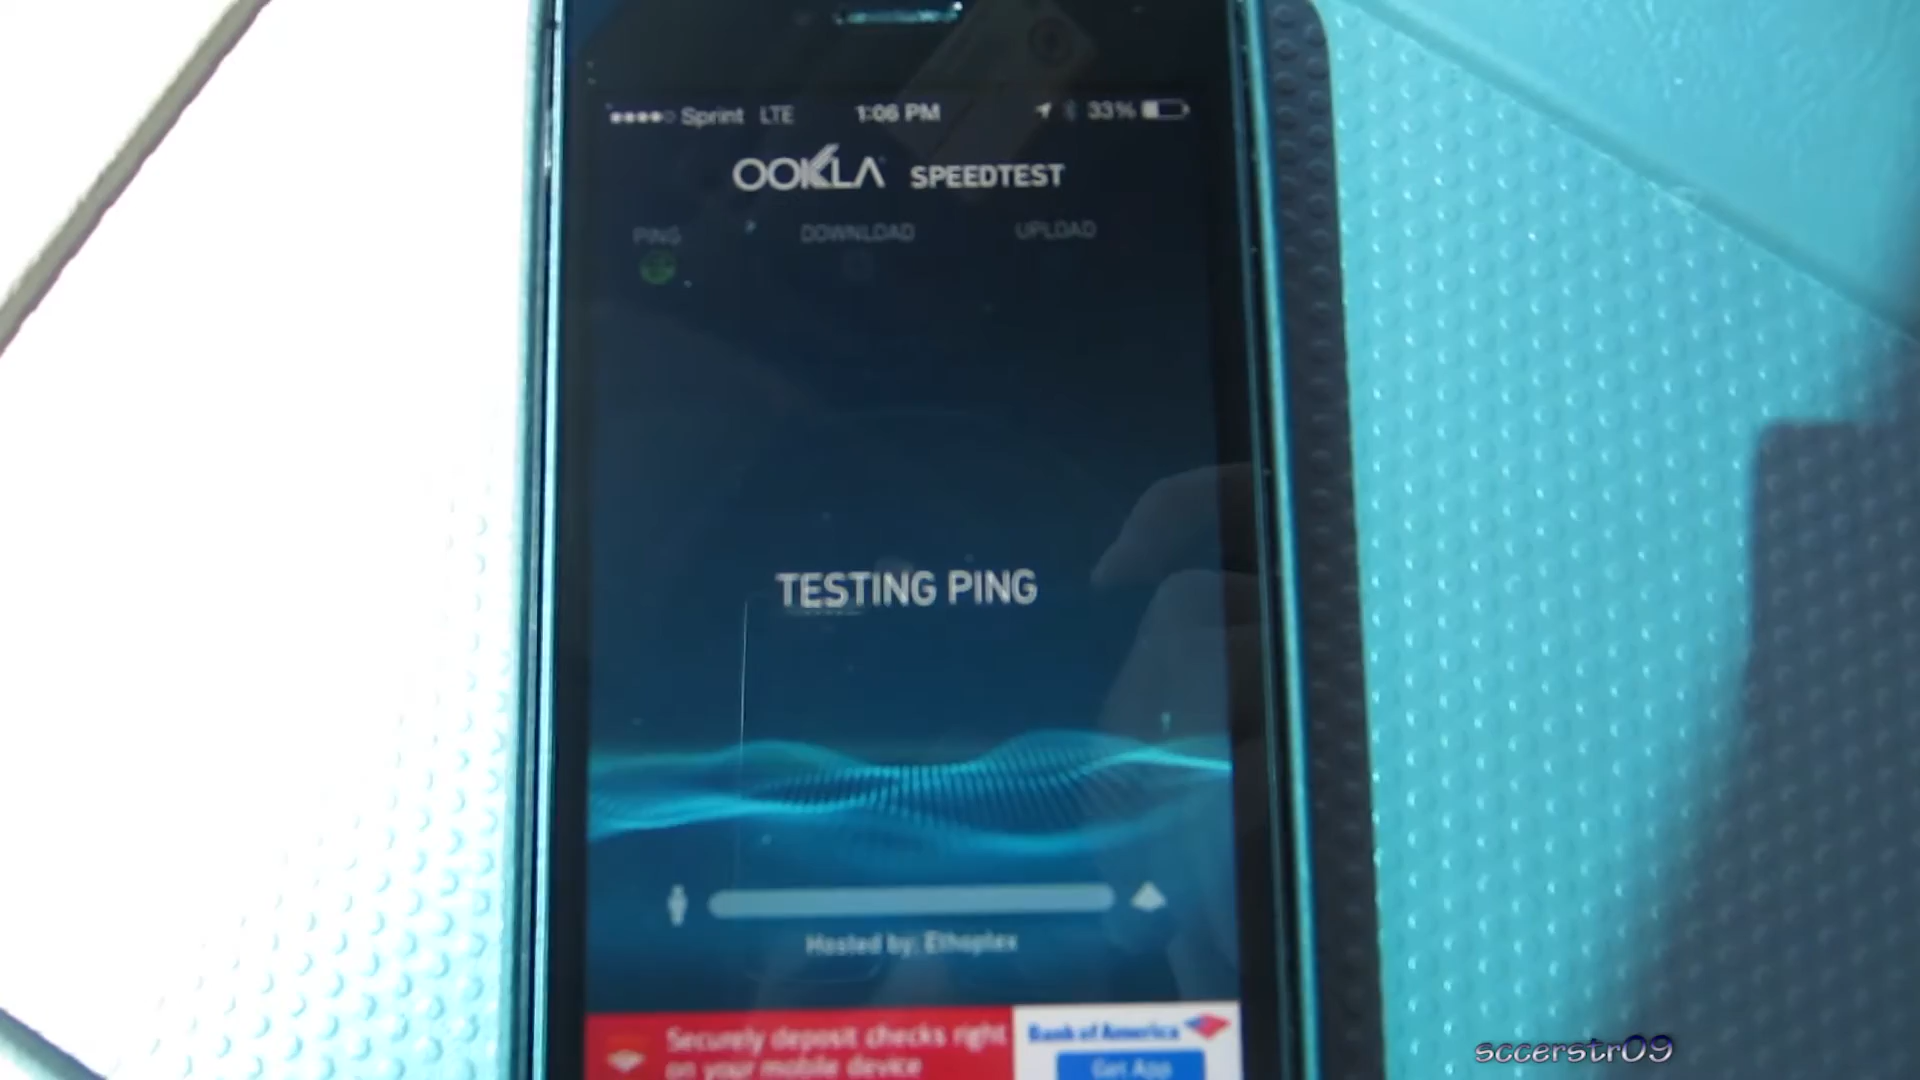 Sprint LTE 1:06 PM 33%
OOKLA SPEEDTEST
PING DOWNLOAD UPLOAD
TESTING PING
Hosted by: Ethoplex
Securely deposit checks right
on your mobile device
Bank of America
Get App
sccerstr09